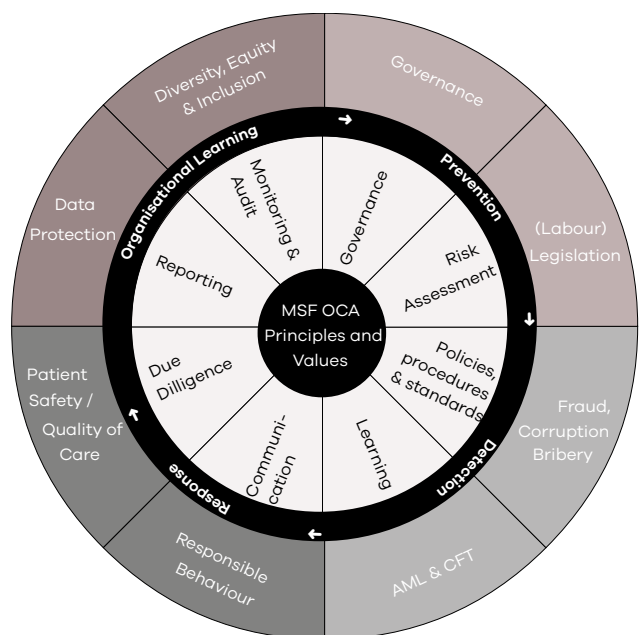 Diversity, Equity
& Inclusion
Governance
(Labour)
Legislation
Fraud,
Corruption
Bribery
AML & CFT
Responsible
Behaviour
Patient
Safety /
Quality of
Care
Data
Protection
Organisational Learning
Prevention
Detection
Response
Monitoring &
Audit
Governance
Risk
Assessment
Policies,
procedures
& standards
Learning
Communi-
cation
Due
Dilligence
Reporting
MSF OCA
Principles and
Values